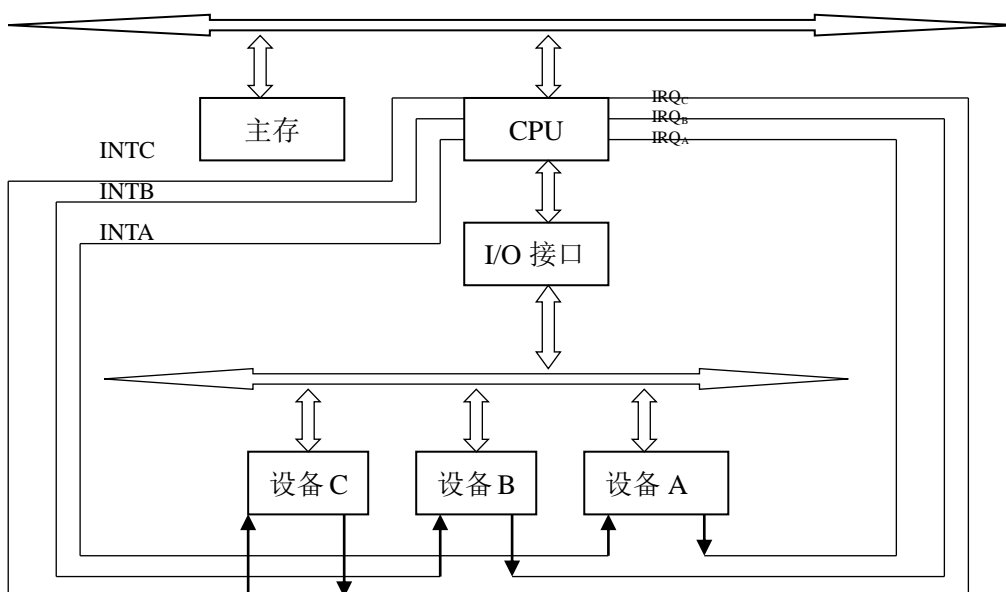 IRQC
主存
CPU
IRQB
IRQA
INTC
INTB
INTA
I/O 接口
设备 C
设备 B
设备 A